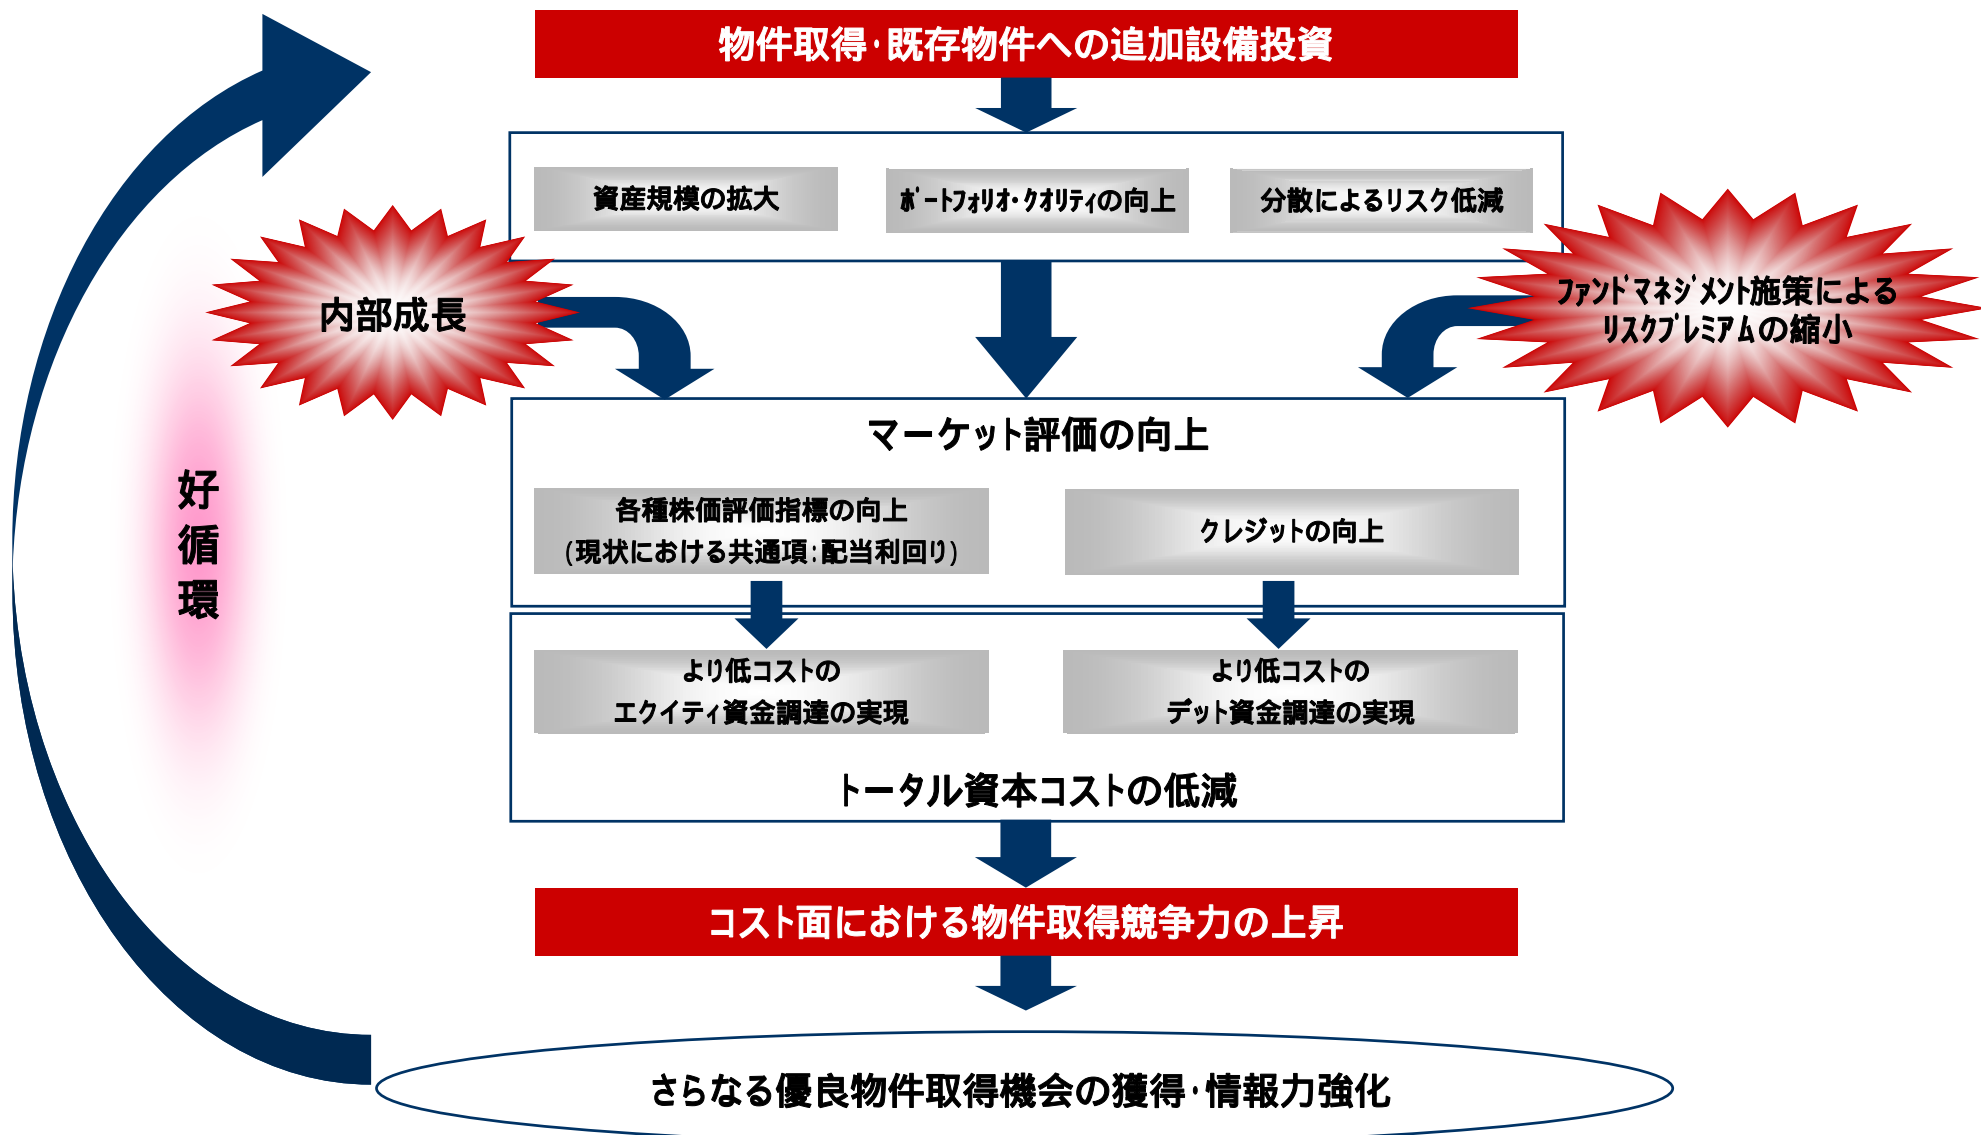 物件取得・既存物件への追加設備投資
資産規模の拡大
ﾎﾟｰﾄﾌｫﾘｵ･ｸｵﾘﾃｨの向上
分散によるリスク低減
内部成長
ﾌｧﾝﾄﾞﾏﾈｼﾞﾒﾝﾄ施策による
ﾘｽｸﾌﾟﾚﾐｱﾑの縮小
マーケット評価の向上
各種株価評価指標の向上
(現状における共通項:配当利回り)
クレジットの向上
より低コストの
エクイティ資金調達の実現
より低コストの
デット資金調達の実現
トータル資本コストの低減
コスト面における物件取得競争力の上昇
さらなる優良物件取得機会の獲得・情報力強化
好
循
環